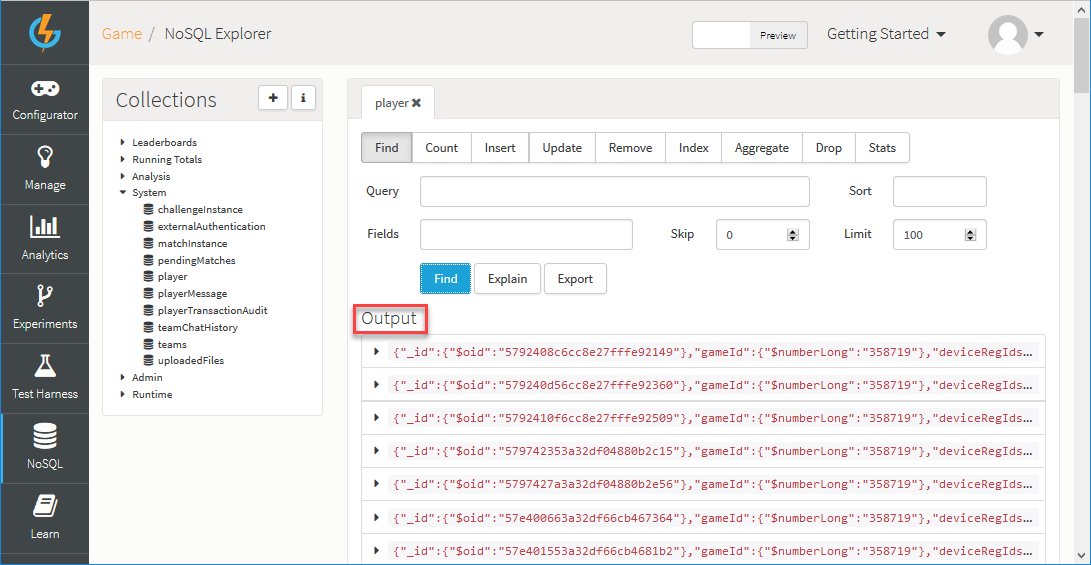 Game / NoSQL Explorer
Preview
Getting Started
Configurator
Manage
Analytics
Experiments
Test Harness
NoSQL
Learn
Collections
+
i
Leaderboards
Running Totals
Analysis
System
challengeInstance
externalAuthentication
matchInstance
pendingMatches
player
playerMessage
playerTransactionAudit
teamChatHistory
teams
uploadedFiles
Admin
Runtime
player ✖
Find Count Insert Update Remove Index Aggregate Drop Stats
Query Sort
Fields Skip 0 Limit 100
Find Explain Export
Output
{"_id":{"$oid":"5792408c6cc8e27fffe92149"},"gameId":{"$numberLong":"358719"},"deviceRegIds...
{"_id":{"$oid":"579240d56cc8e27fffe92360"},"gameId":{"$numberLong":"358719"},"deviceRegIds...
{"_id":{"$oid":"5792410f6cc8e27fffe92509"},"gameId":{"$numberLong":"358719"},"deviceRegIds...
{"_id":{"$oid":"579742353a32df04880b2c15"},"gameId":{"$numberLong":"358719"},"deviceRegIds...
{"_id":{"$oid":"5797427a3a32df04880b2e56"},"gameId":{"$numberLong":"358719"},"deviceRegIds...
{"_id":{"$oid":"57e400663a32df66cb467364"},"gameId":{"$numberLong":"358719"},"deviceRegIds...
{"_id":{"$oid":"57e401553a32df66cb4681b2"},"gameId":{"$numberLong":"358719"},"deviceRegIds...